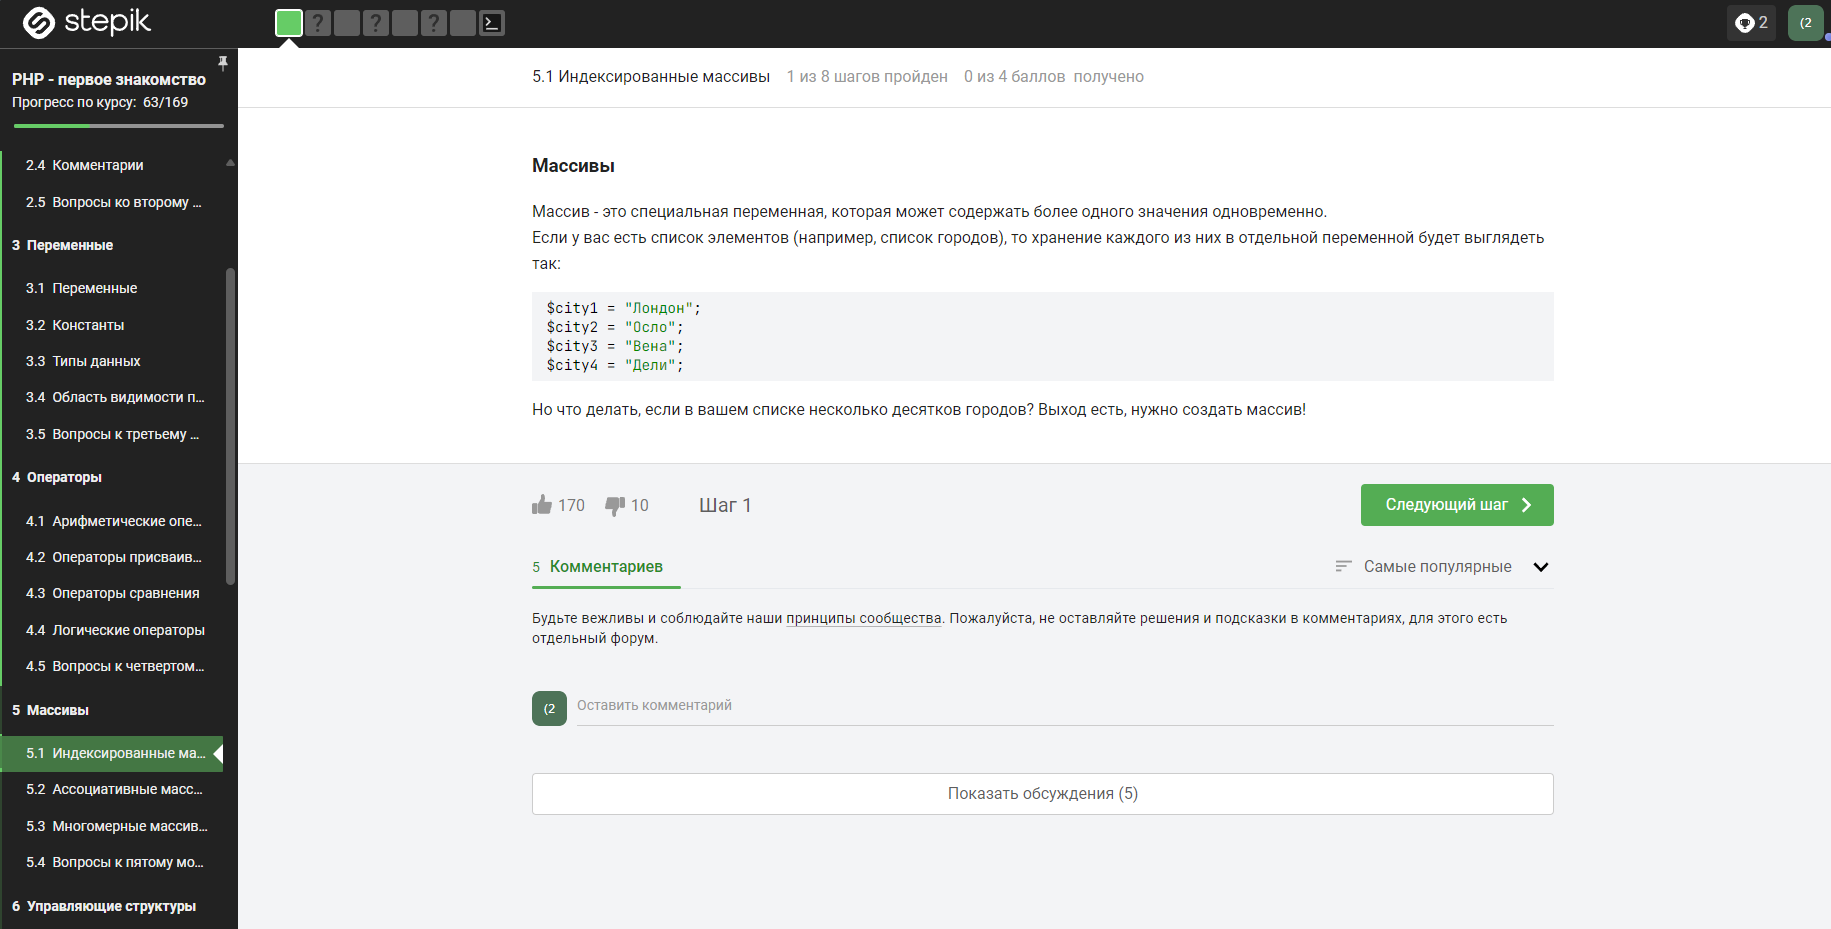 stepik
?
?
?
2
(2
PHP - первое знакомство
Прогресс по курсу: 63/169
2.4 Комментарии
2.5 Вопросы ко второму ...
3 Переменные
3.1 Переменные
3.2 Константы
3.3 Типы данных
3.4 Область видимости п...
3.5 Вопросы к третьему ...
4 Операторы
4.1 Арифметические опе...
4.2 Операторы присваив...
4.3 Операторы сравнения
4.4 Логические операторы
4.5 Вопросы к четвертом...
5 Массивы
5.1 Индексированные ма...
5.2 Ассоциативные масс...
5.3 Многомерные массив...
5.4 Вопросы к пятому мо...
6 Управляющие структуры
5.1 Индексированные массивы 1 из 8 шагов пройден 0 из 4 баллов получено
Массивы
Массив - это специальная переменная, которая может содержать более одного значения одновременно.
Если у вас есть список элементов (например, список городов), то хранение каждого из них в отдельной переменной будет выглядеть
так:
$city1 = "Лондон";
$city2 = "Осло";
$city3 = "Вена";
$city4 = "Дели";
Но что делать, если в вашем списке несколько десятков городов? Выход есть, нужно создать массив!
170 10 Шаг 1 Следующий шаг
5 Комментариев Самые популярные
Будьте вежливы и соблюдайте наши принципы сообщества. Пожалуйста, не оставляйте решения и подсказки в комментариях, для этого есть
отдельный форум.
(2 Оставить комментарий
Показать обсуждения (5)